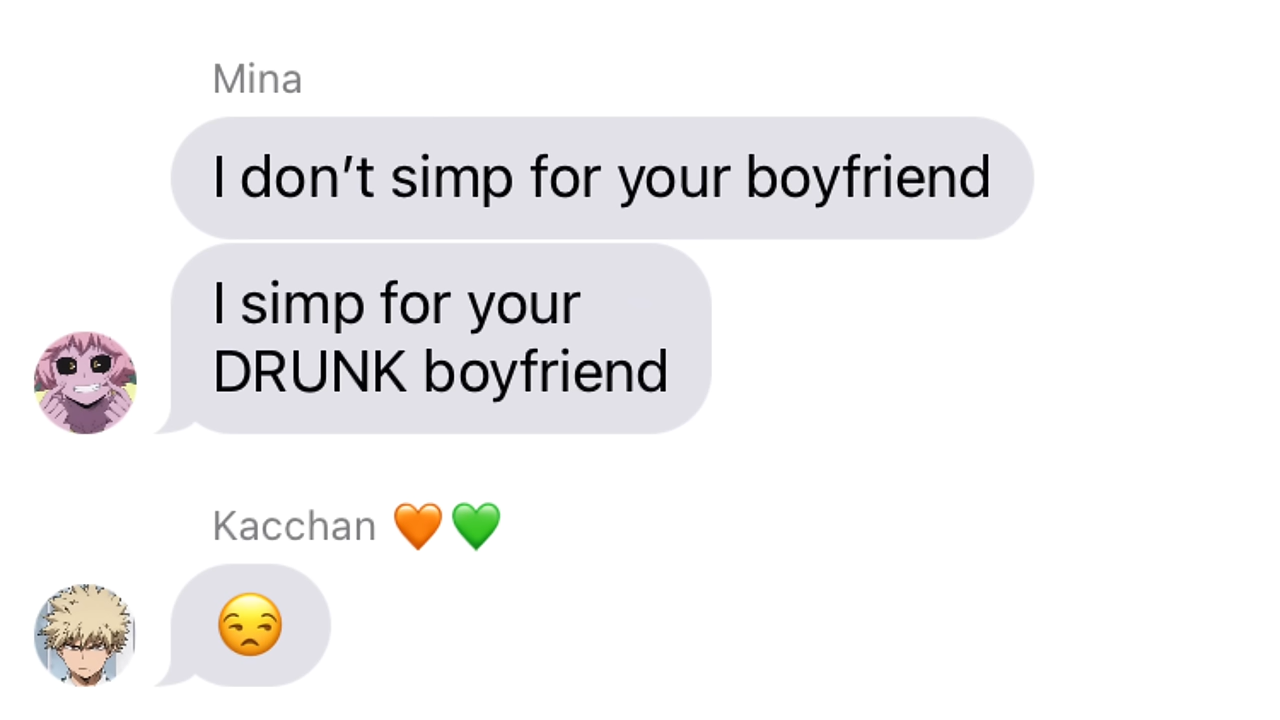 Mina
I don’t simp for your boyfriend
I simp for your
DRUNK boyfriend
Kacchan 🧡💚
😒